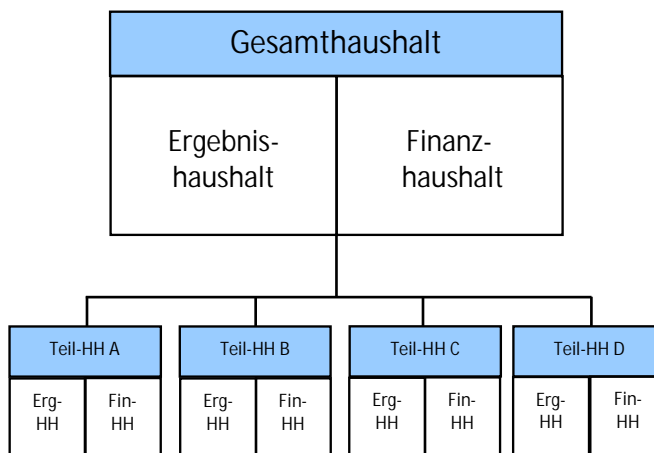 Gesamthaushalt
Ergebnis-
haushalt
Finanz-
haushalt
Teil-HH A
Teil-HH B
Teil-HH C
Teil-HH D
Erg-
HH
Fin-
HH
Erg-
HH
Fin-
HH
Erg-
HH
Fin-
HH
Erg-
HH
Fin-
HH